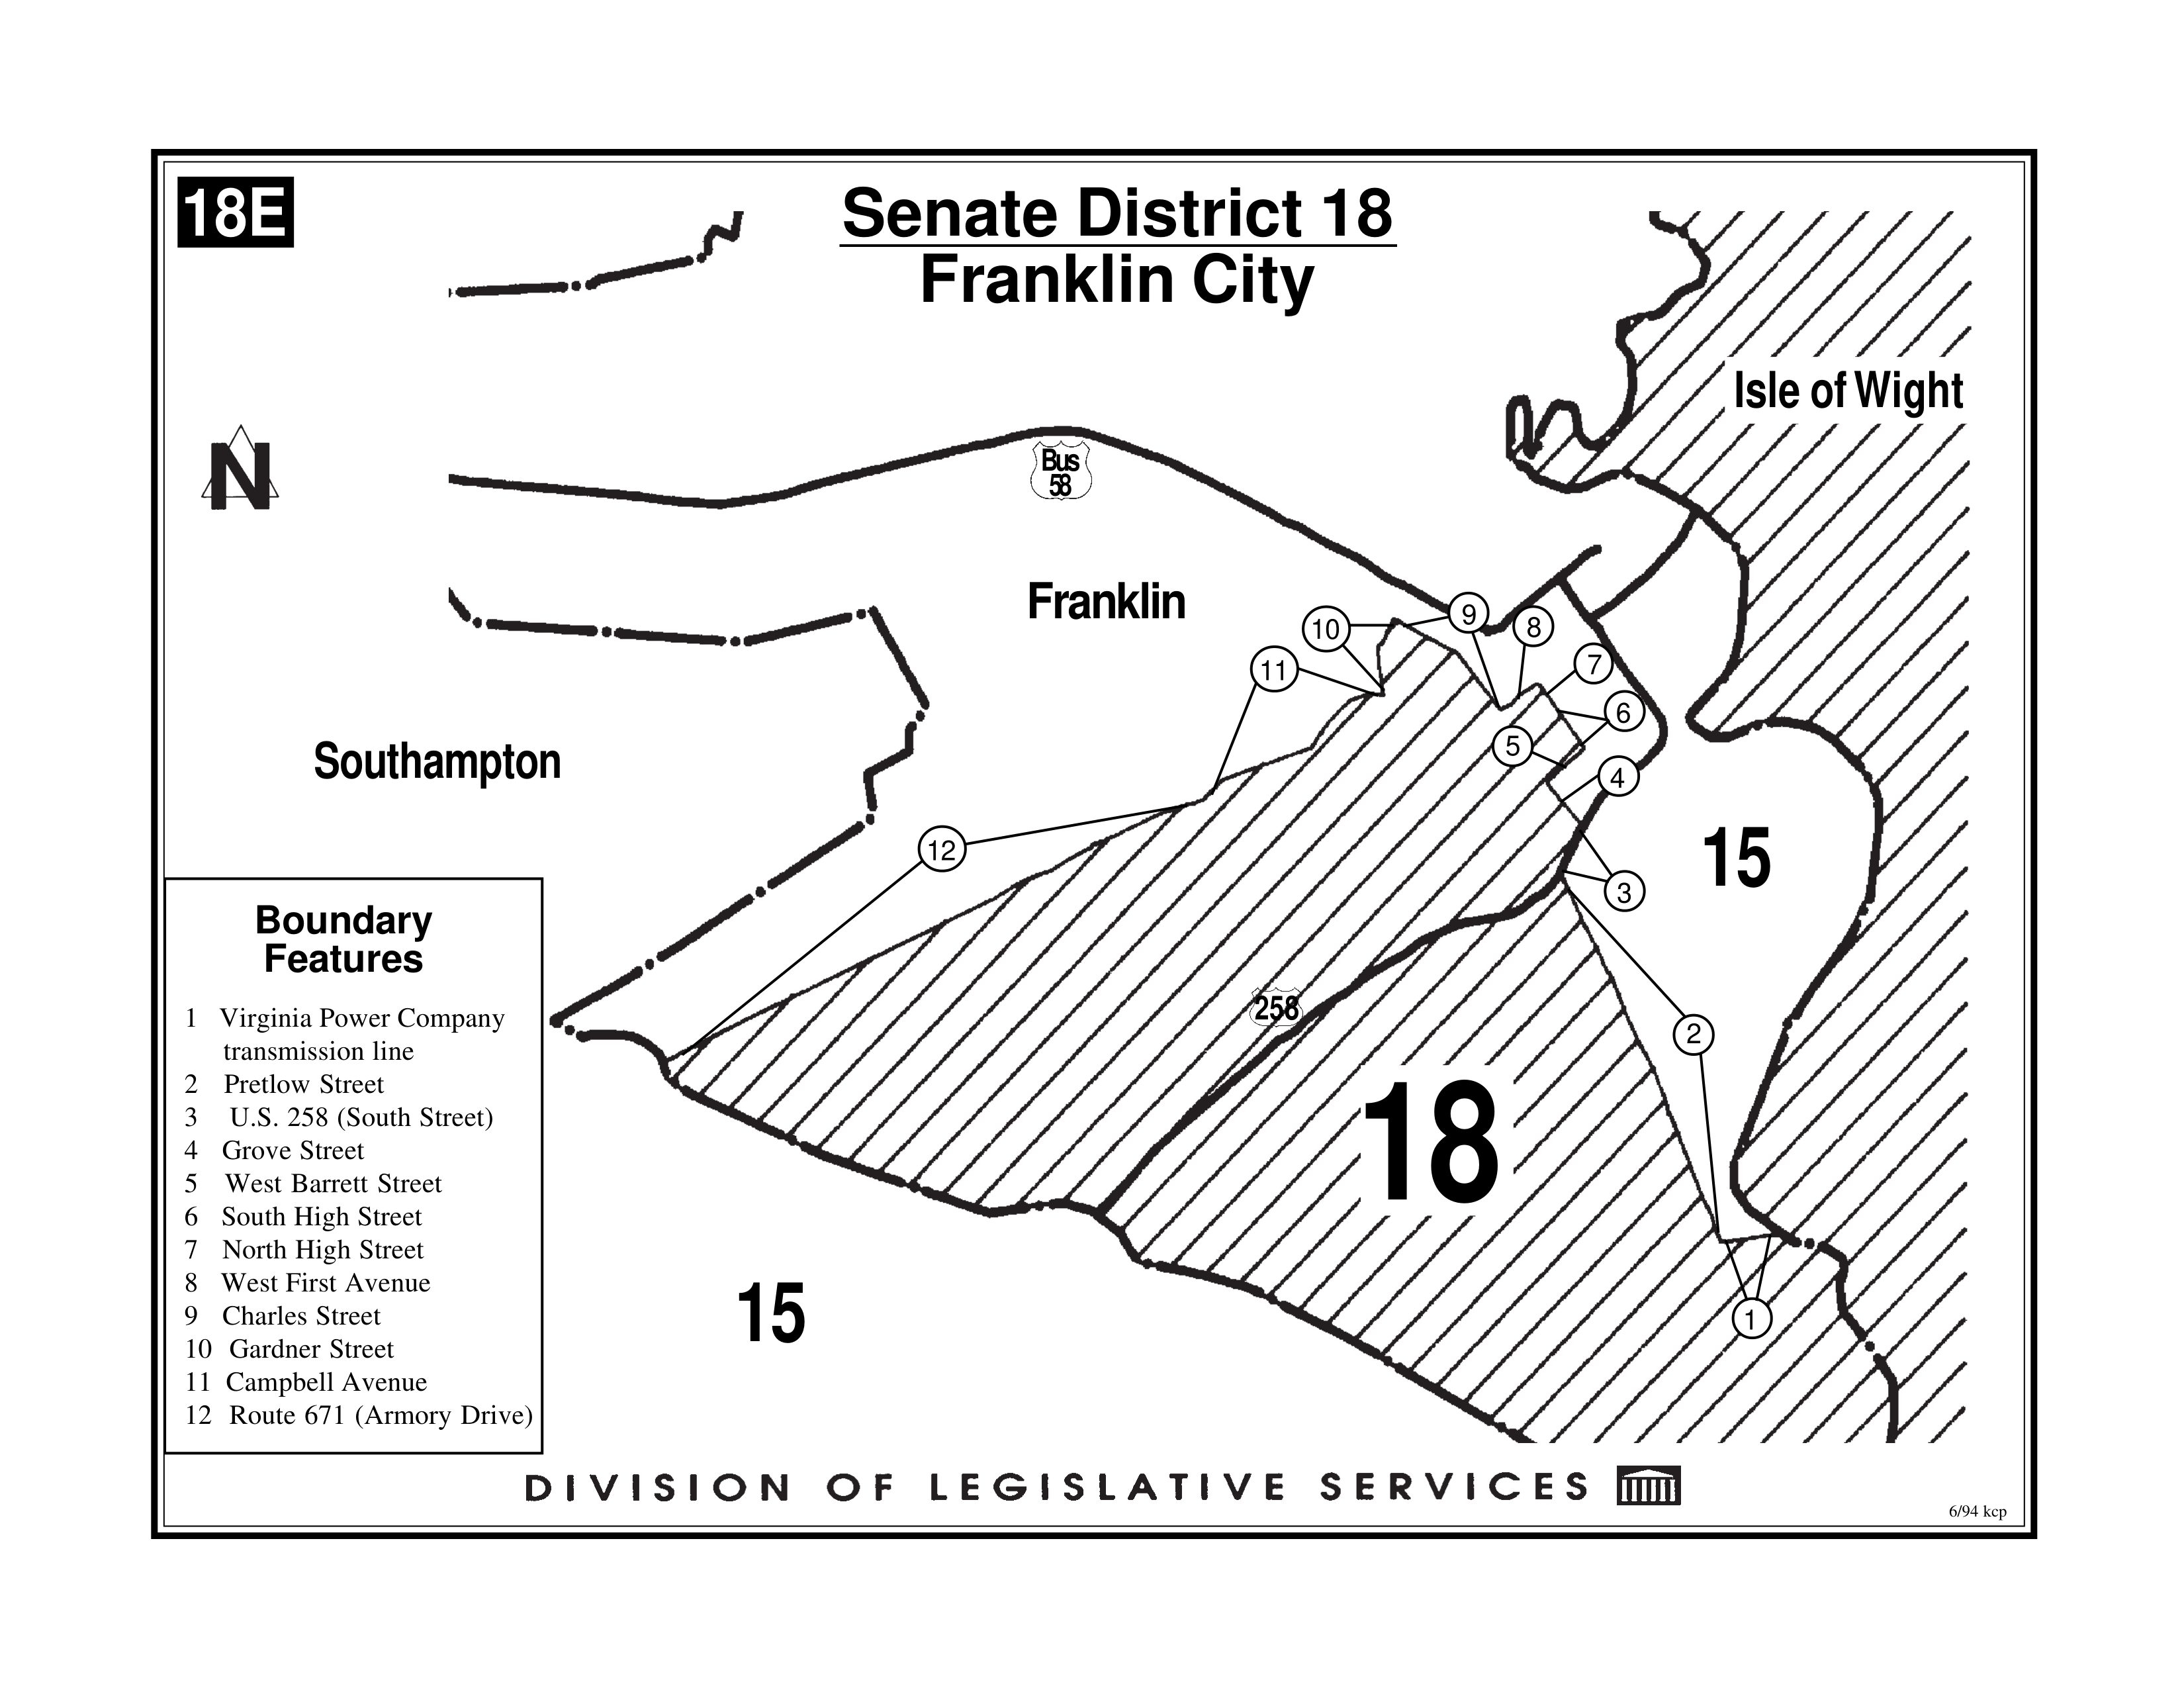 18E
Senate District 18
Franklin City
Isle of Wight
N
Bus
58
Franklin
9
10
8
11
7
6
5
Southampton
4
12
15
3
258
2
18
15
1
Boundary
Features
1 Virginia Power Company
transmission line
2 Pretlow Street
3 U.S. 258 (South Street)
4 Grove Street
5 West Barrett Street
6 South High Street
7 North High Street
8 West First Avenue
9 Charles Street
10 Gardner Street
11 Campbell Avenue
12 Route 671 (Armory Drive)
DIVISION OF LEGISLATIVE SERVICES
6/94 kcp